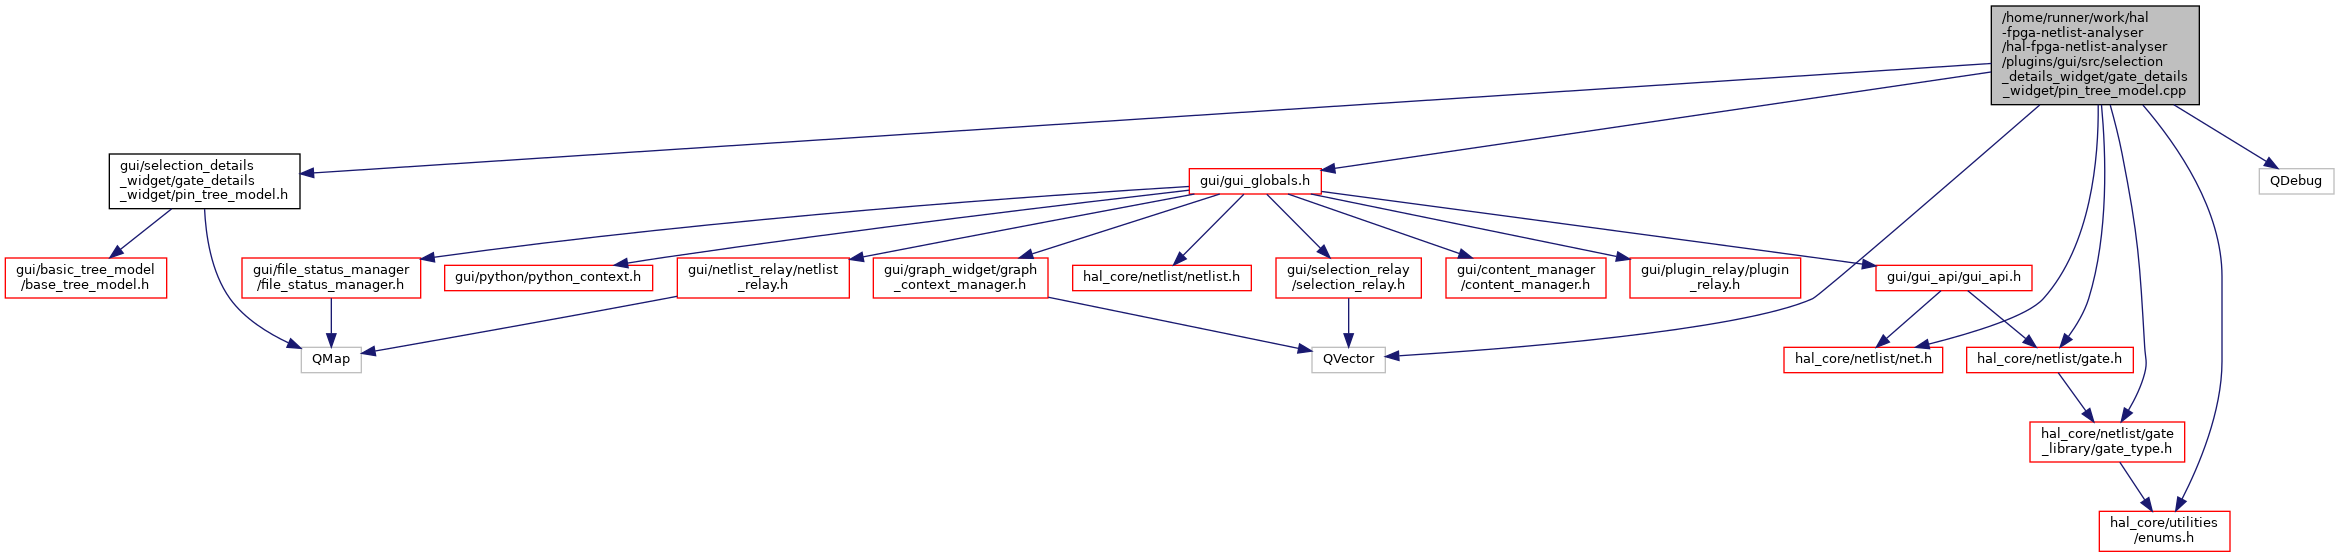 /home/runner/work/hal
-fpga-netlist-analyser
/hal-fpga-netlist-analyser
/plugins/gui/src/selection
_details_widget/gate_details
_widget/pin_tree_model.cpp
gui/selection_details
_widget/gate_details
_widget/pin_tree_model.h
gui/gui_globals.h
QDebug
gui/basic_tree_model
/base_tree_model.h
gui/file_status_manager
/file_status_manager.h
gui/python/python_context.h
gui/netlist_relay/netlist
_relay.h
gui/graph_widget/graph
_context_manager.h
hal_core/netlist/netlist.h
gui/selection_relay
/selection_relay.h
gui/content_manager
/content_manager.h
gui/plugin_relay/plugin
_relay.h
gui/gui_api/gui_api.h
QMap
QVector
hal_core/netlist/net.h
hal_core/netlist/gate.h
hal_core/netlist/gate
_library/gate_type.h
hal_core/utilities
/enums.h